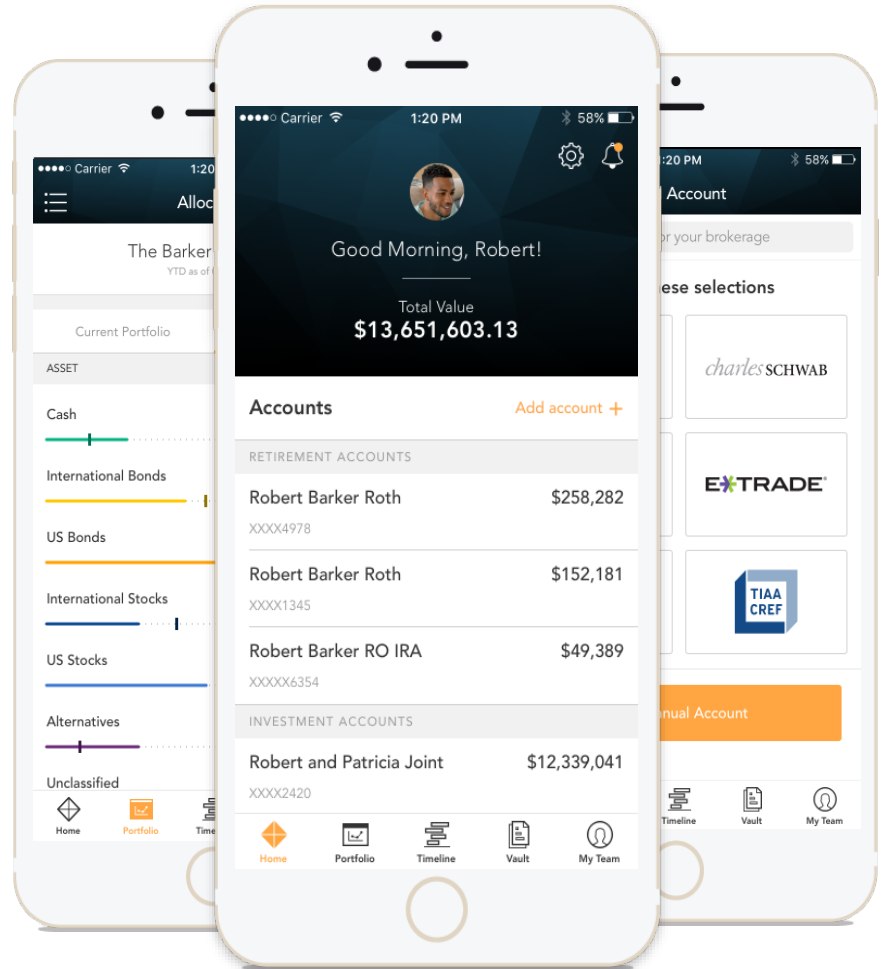 Carrier
1:20
Alloc
The Barker
YTD as of
Current Portfolio
ASSET
Cash
International Bonds
US Bonds
International Stocks
US Stocks
Alternatives
Unclassified
Home
Portfolio
Time
Carrier
1:20 PM
58%
Good Morning, Robert!
Total Value
$13,651,603.13
Accounts
Add account +
RETIREMENT ACCOUNTS
Robert Barker Roth $258,282
XXXX4978
Robert Barker Roth $152,181
XXXX1345
Robert Barker RO IRA $49,389
XXXXX6354
INVESTMENT ACCOUNTS
Robert and Patricia Joint $12,339,041
XXXX2420
Home Portfolio Timeline Vault My Team
:20 PM
58%
Account
or your brokerage
ese selections
charles SCHWAB
E*TRADE
TIAA
CREF
nual Account
Timeline Vault My Team